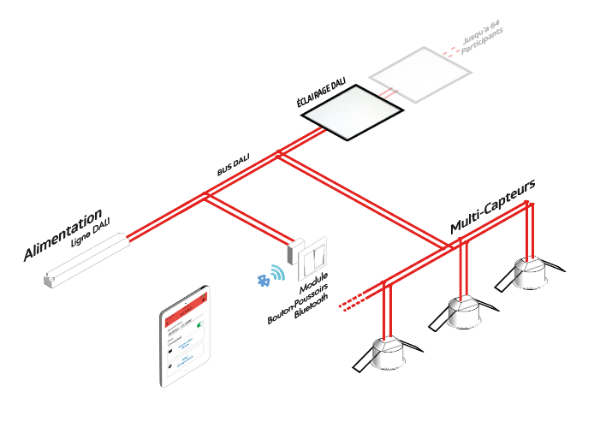 Jusqu'a 64
Participants
ÉCLAIRAGE DALI
BUS DALI
Multi-Capteurs
Alimentation
ligne DALI
Module
Bouton-Poussoirs
Bluetooth